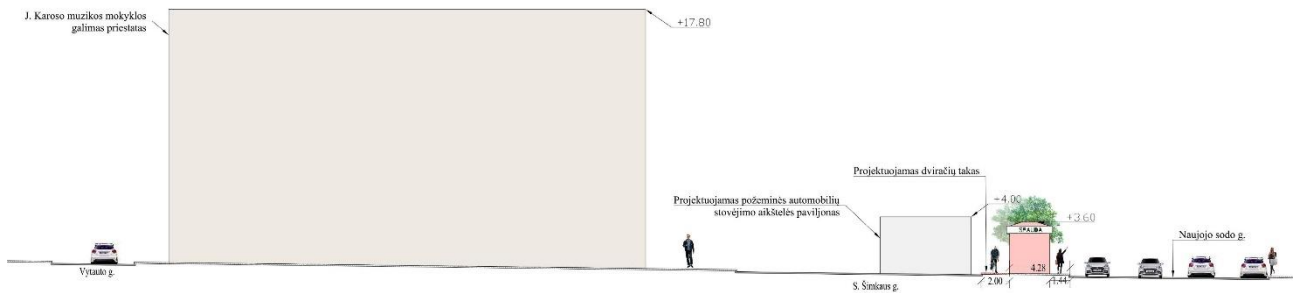 J. Karoso muzikos mokyklos
galimas priestatas
+17.80
Projektuojamas dviračių takas
Projektuojamas požeminės automobilių
stovėjimo aikštelės paviljonas
+4.00
+3.60
SPAUDA
Naujojo sodo g.
4.28
2.00
1.44
Vytauto g.
S. Šimkaus g.